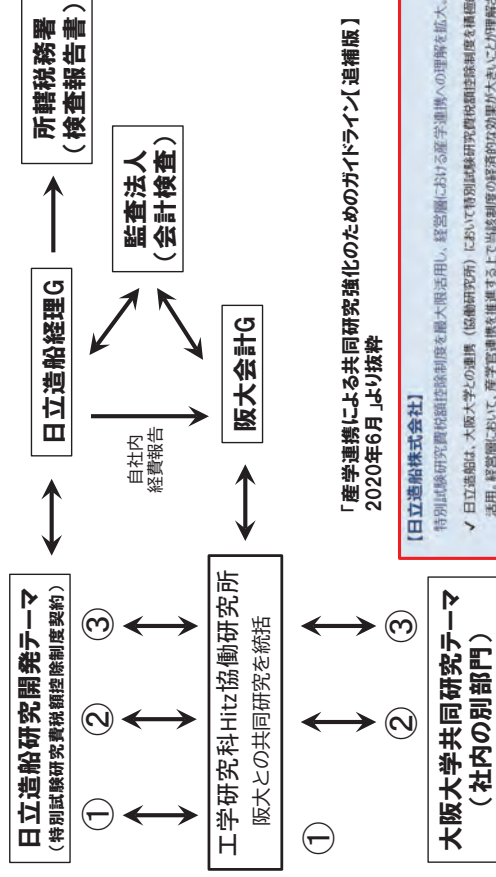 日立造船研究開発テーマ
（特別試験研究費税額控除制度契約）
① ② ③
工学研究科Hitz協働研究所
阪大との共同研究を統括
① ② ③
大阪大学共同研究テーマ
（社内の別部門）
日立造船経理G
自社内
経費報告
阪大会計G
所轄税務署
（検査報告書）
監査法人
（会計検査）
「産学連携による共同研究強化のためのガイドライン【追補版】
2020年6月」より抜粋
【日立造船株式会社】
特別試験研究費税額控除制度を最大限活用し、経営層における産学連携への理解を拡大。
✓ 日立造船は、大阪大学との連携（協働研究所）において特別試験研究費税額控除制度を積極
活用。経営層において、産学官連携を推進する上で当該制度の経済的な効果が大きいことが理解